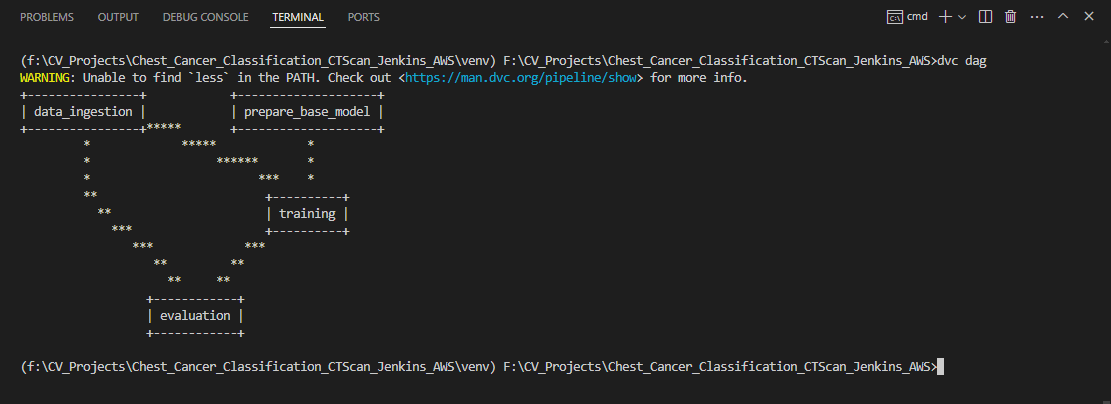 PROBLEMS OUTPUT DEBUG CONSOLE TERMINAL PORTS cmd
(f:\CV_Projects\Chest_Cancer_Classification_CTScan_Jenkins_AWS\venv) F:\CV_Projects\Chest_Cancer_Classification_CTScan_Jenkins_AWS>dvc dag
WARNING: Unable to find `less` in the PATH. Check out <https://man.dvc.org/pipeline/show> for more info.
+----------------+            +--------------------+
| data_ingestion |            | prepare_base_model |
+----------------+*****       +--------------------+
         *             *****             *
         *                  ******       *
         *                        ***    *
         **                        +----------+
           **                      | training |
             ***                   +----------+
                ***             ***
                   **         **
                     **     **
                  +------------+
                  | evaluation |
                  +------------+
(f:\CV_Projects\Chest_Cancer_Classification_CTScan_Jenkins_AWS\venv) F:\CV_Projects\Chest_Cancer_Classification_CTScan_Jenkins_AWS>